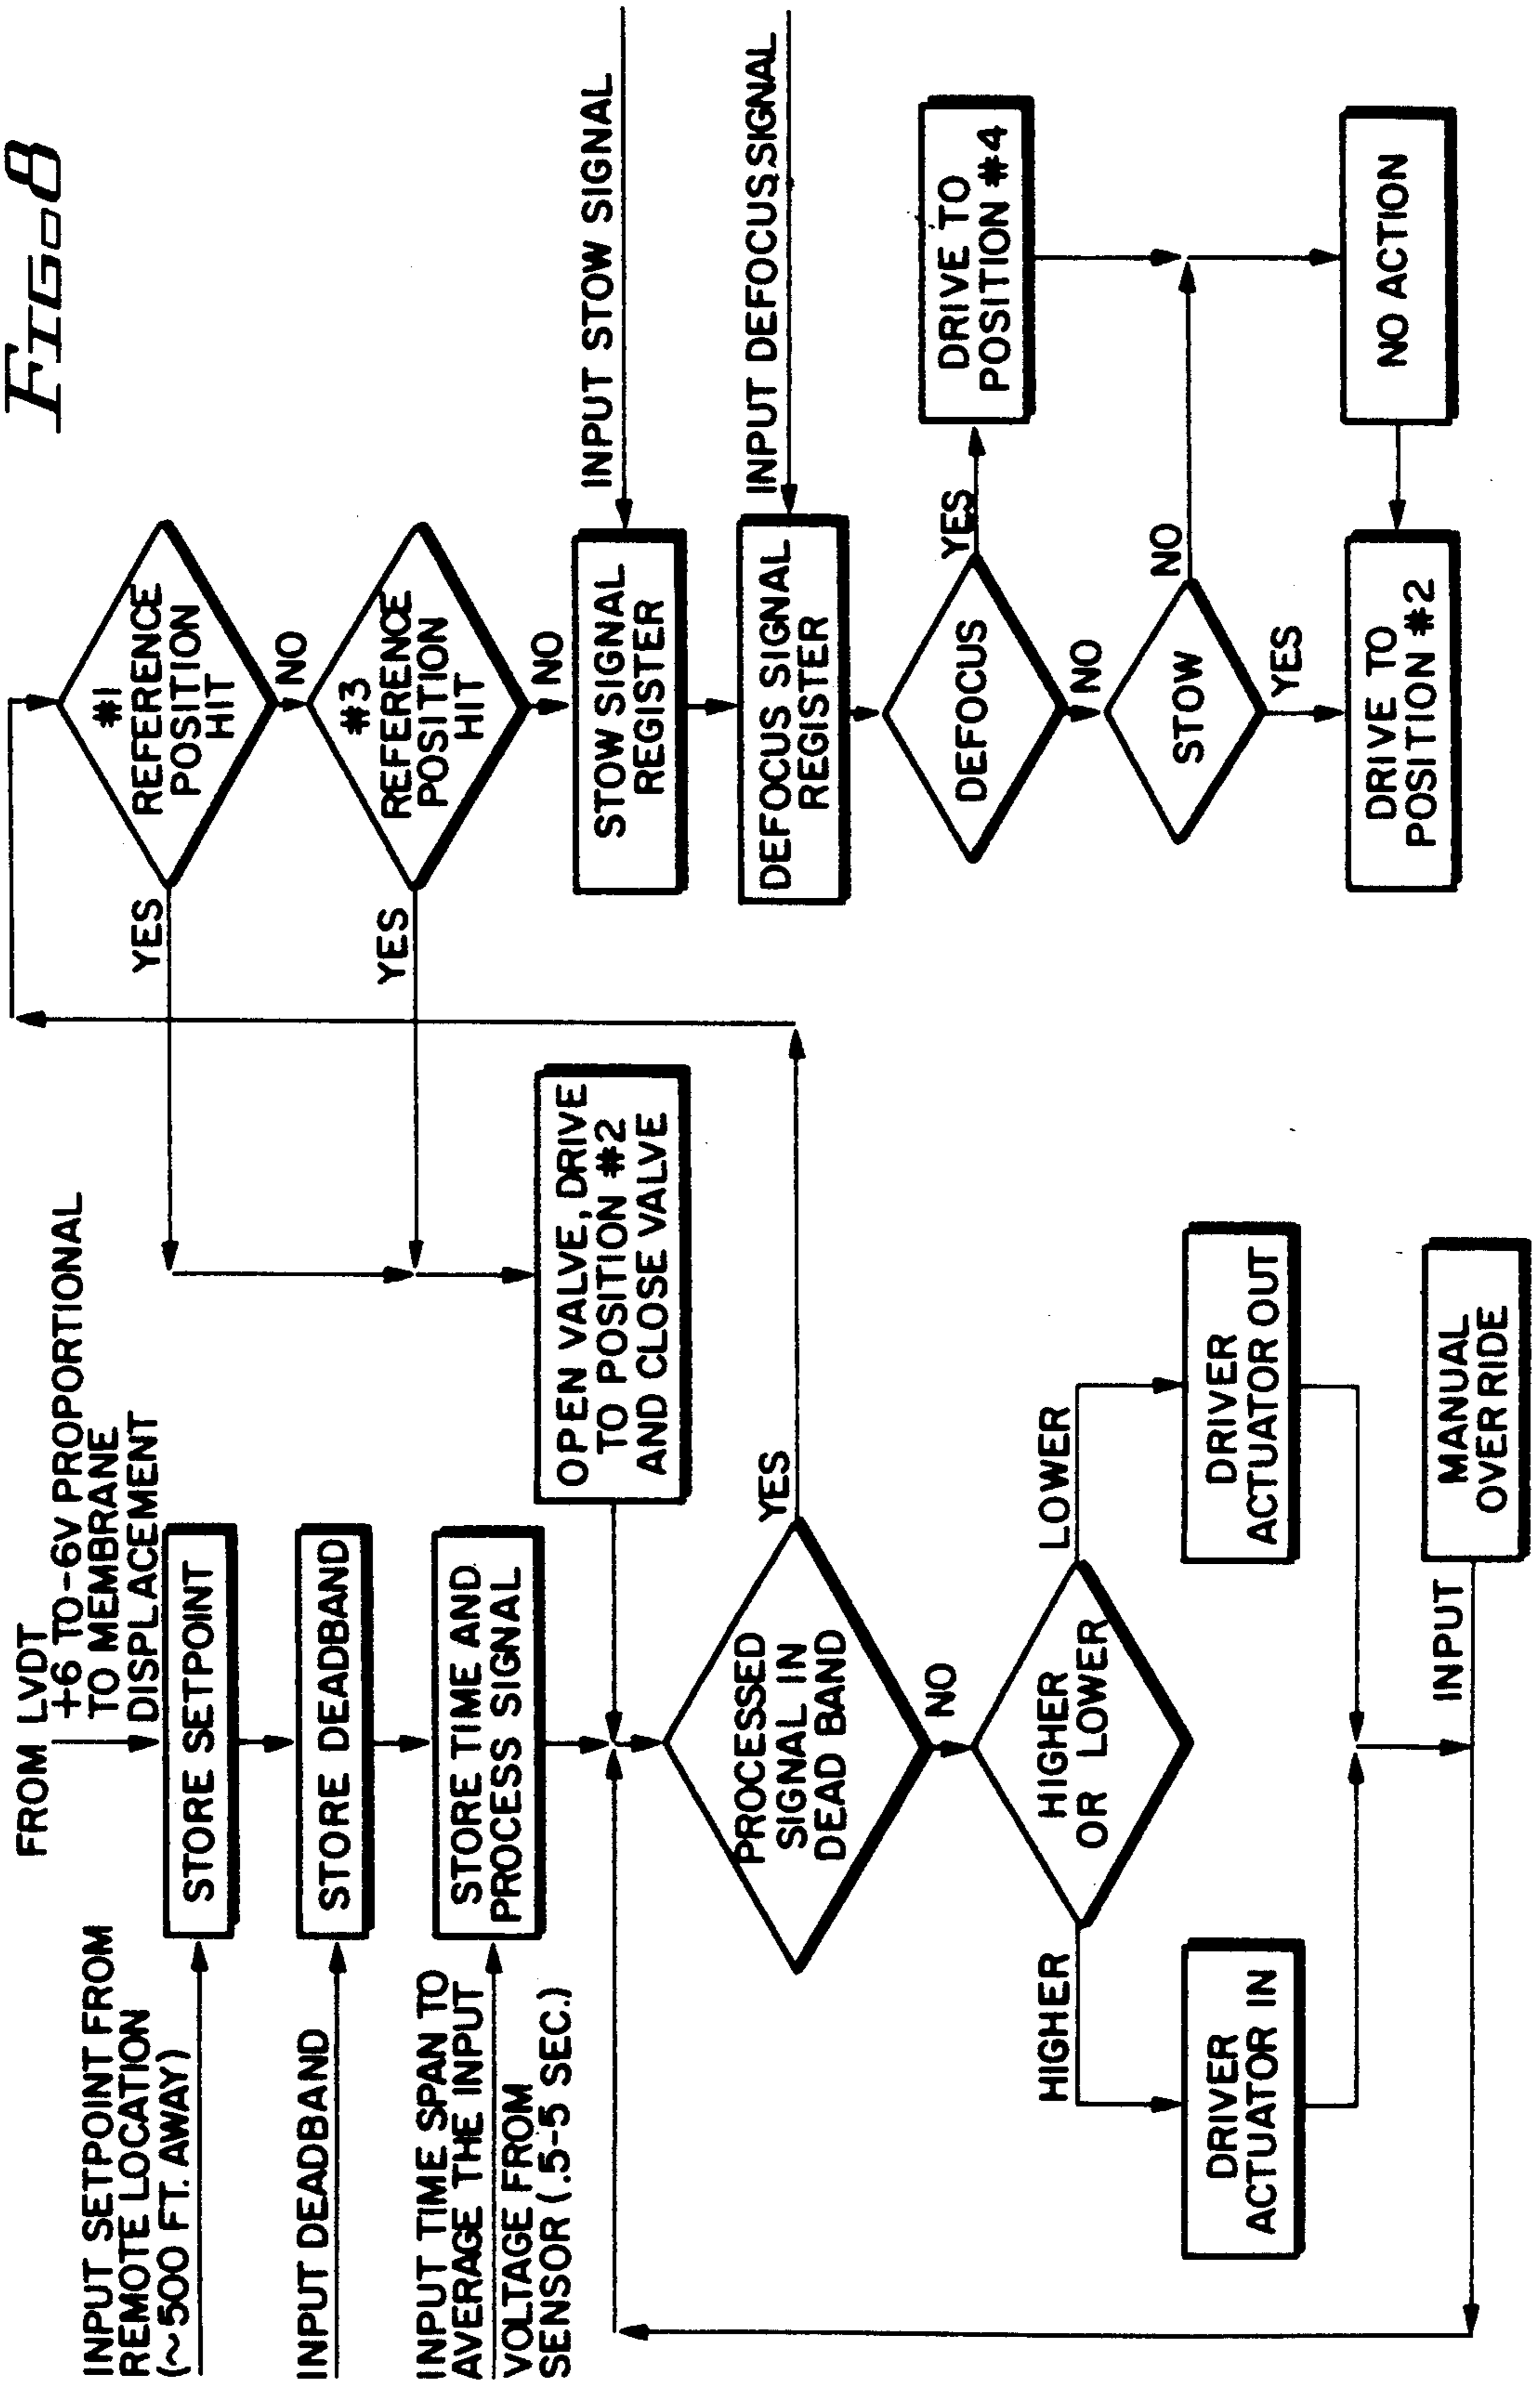 Fig. 8
FROM LVDT
+6 TO -6V PROPORTIONAL
TO MEMBRANE
DISPLACEMENT
INPUT SETPOINT FROM
REMOTE LOCATION
(~500 FT. AWAY)
STORE SETPOINT
INPUT DEADBAND
STORE DEADBAND
INPUT TIME SPAN TO
AVERAGE THE INPUT
VOLTAGE FROM
SENSOR (.5-5 SEC.)
STORE TIME AND
PROCESS SIGNAL
OPEN VALVE, DRIVE
TO POSITION #2
AND CLOSE VALVE
PROCESSED
SIGNAL IN
DEAD BAND
YES
NO
HIGHER
OR LOWER
HIGHER
LOWER
DRIVER
ACTUATOR IN
DRIVER
ACTUATOR OUT
INPUT
MANUAL
OVERRIDE
#1
REFERENCE
POSITION
HIT
YES
NO
#3
REFERENCE
POSITION
HIT
YES
NO
INPUT STOW SIGNAL
STOW SIGNAL
REGISTER
INPUT DEFOCUS SIGNAL
DEFOCUS SIGNAL
REGISTER
DEFOCUS
YES
NO
DRIVE TO
POSITION #4
STOW
NO
YES
DRIVE TO
POSITION #2
NO ACTION